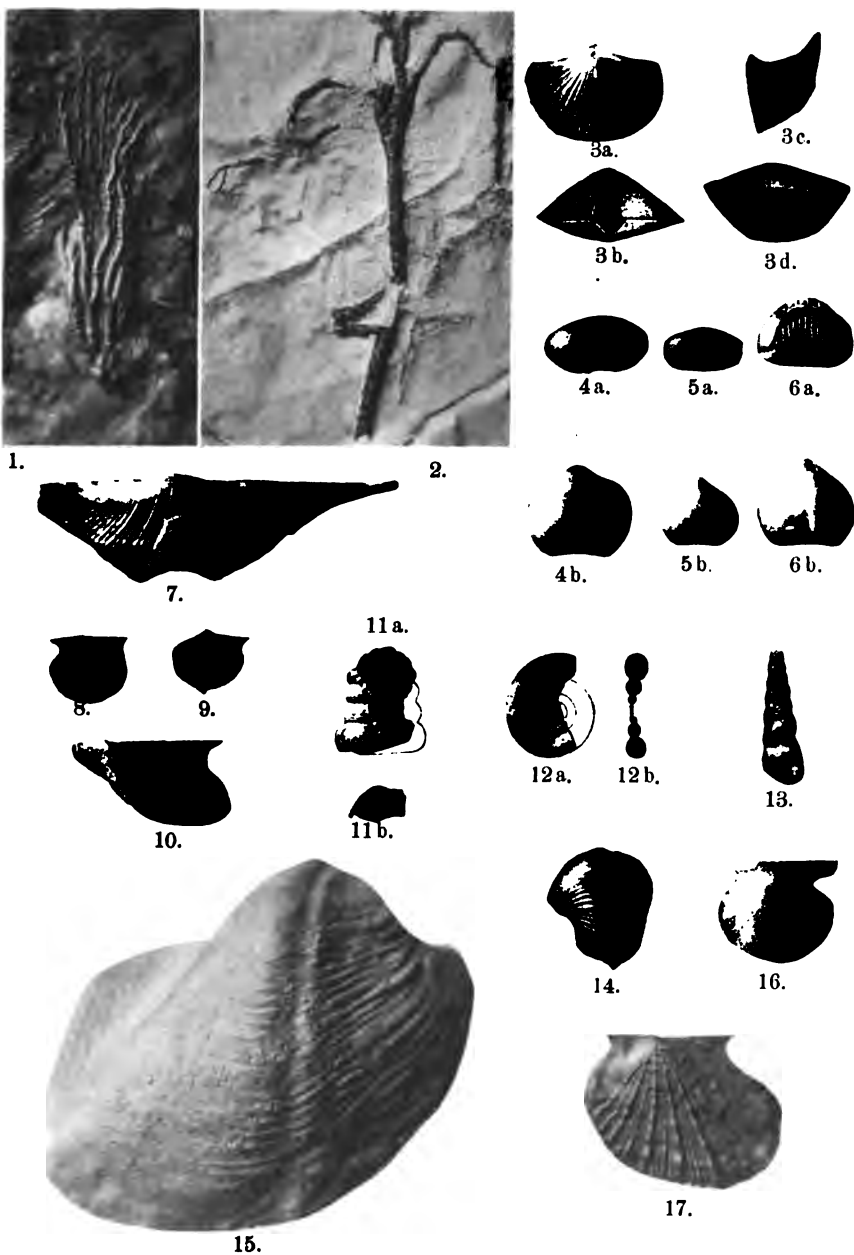 3a.
3c.
3b.
3d.
4a.
5a.
6a.
1.
2.
4b.
5b.
6b.
7.
11a.
8.
9.
12a.
12b.
13.
10.
11b.
14.
16.
15.
17.